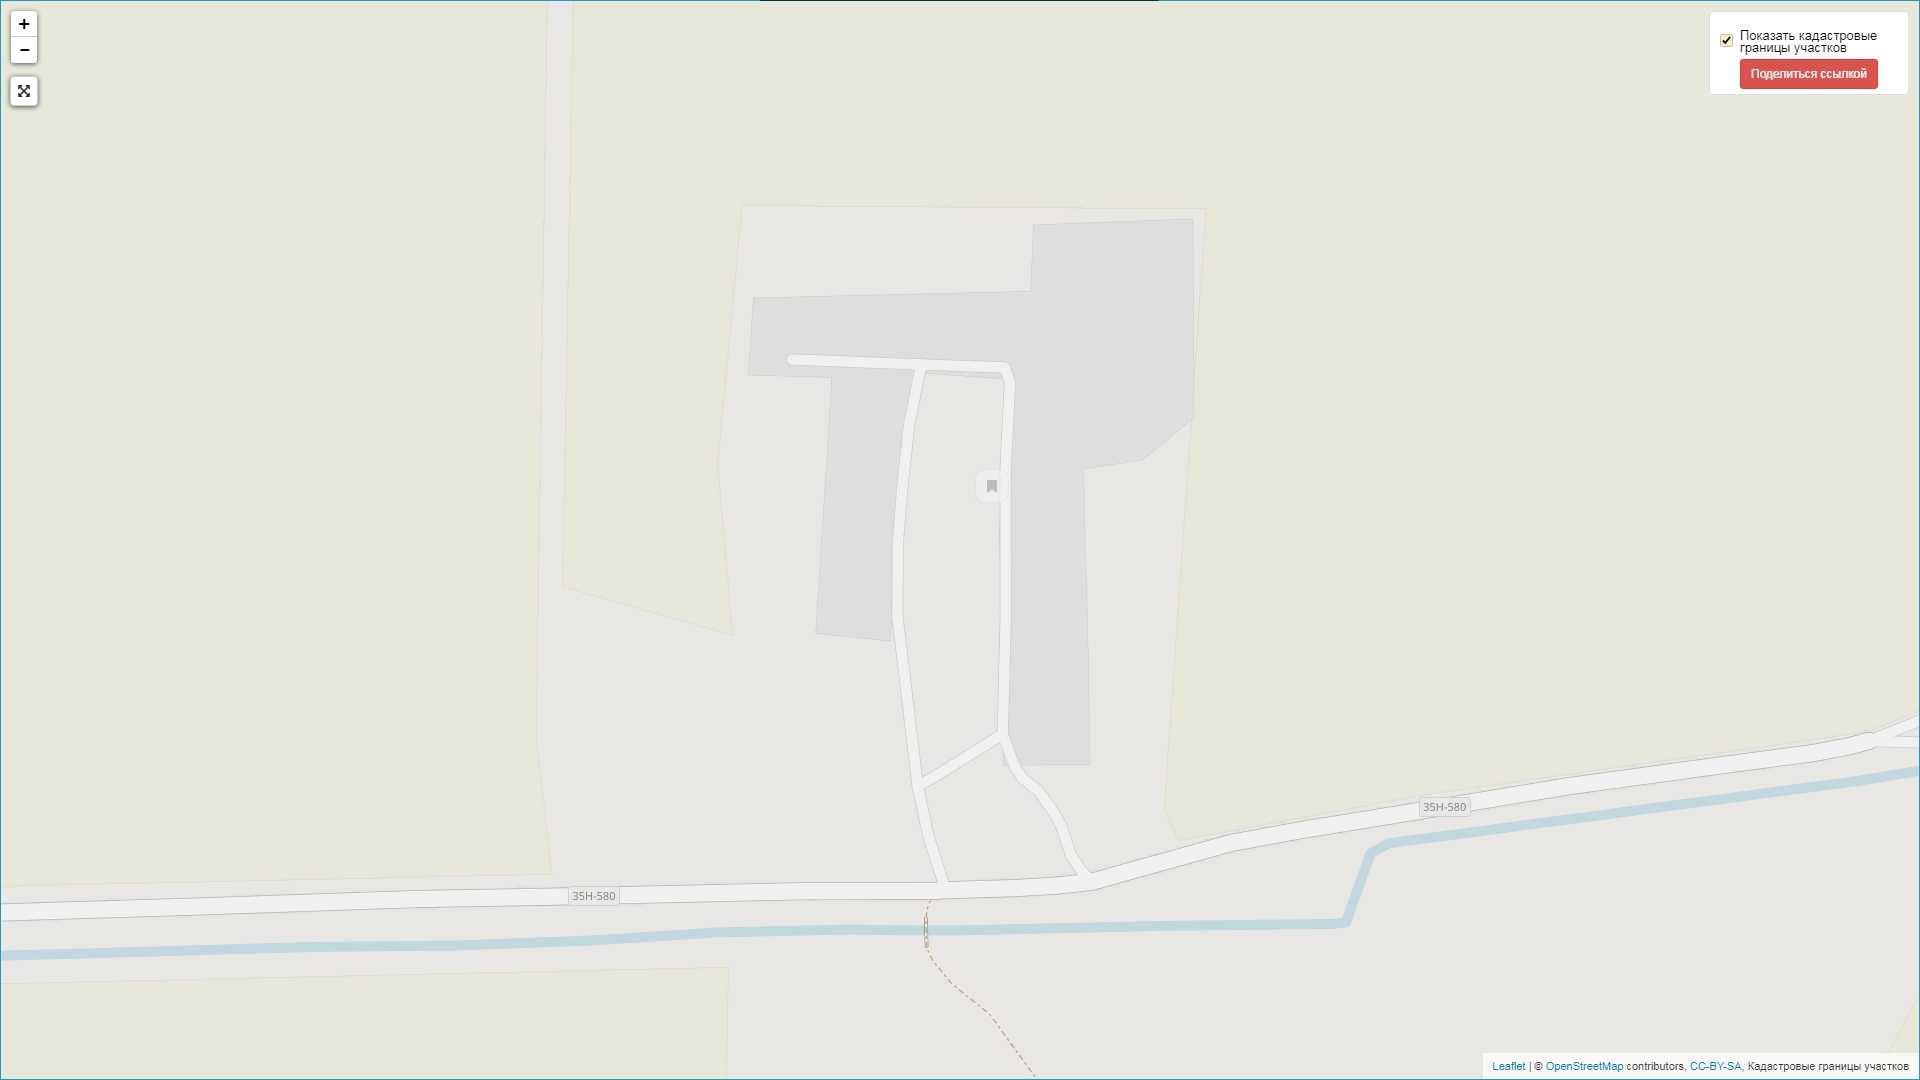 +
−
Показать кадастровые
границы участков
Поделиться ссылкой
35Н-580
35Н-580
Leaflet | © OpenStreetMap contributors, CC-BY-SA, Кадастровые границы участков